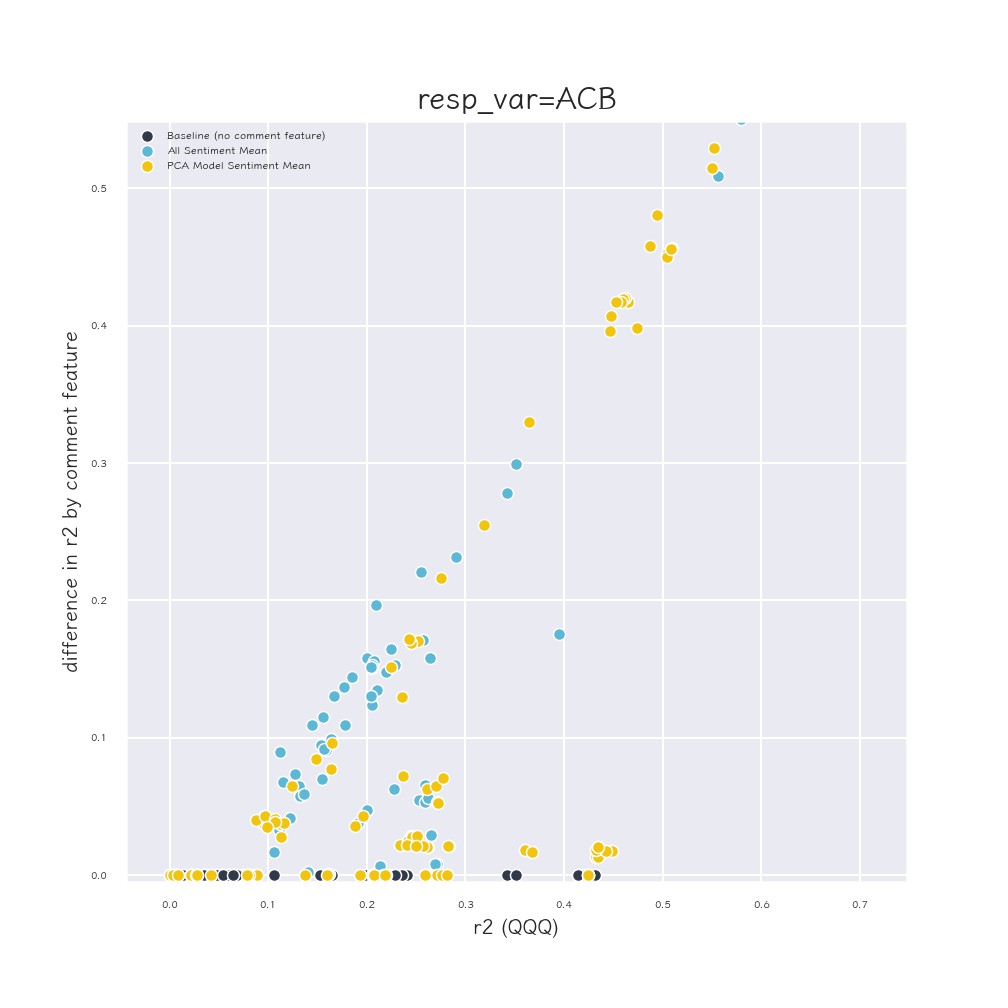 resp_var=ACB
Baseline (no comment feature)
All Sentiment Mean
PCA Model Sentiment Mean
difference in r2 by comment feature
0.5
0.4
0.3
0.2
0.1
0.0
0.0 0.1 0.2 0.3 0.4 0.5 0.6 0.7
r2 (QQQ)